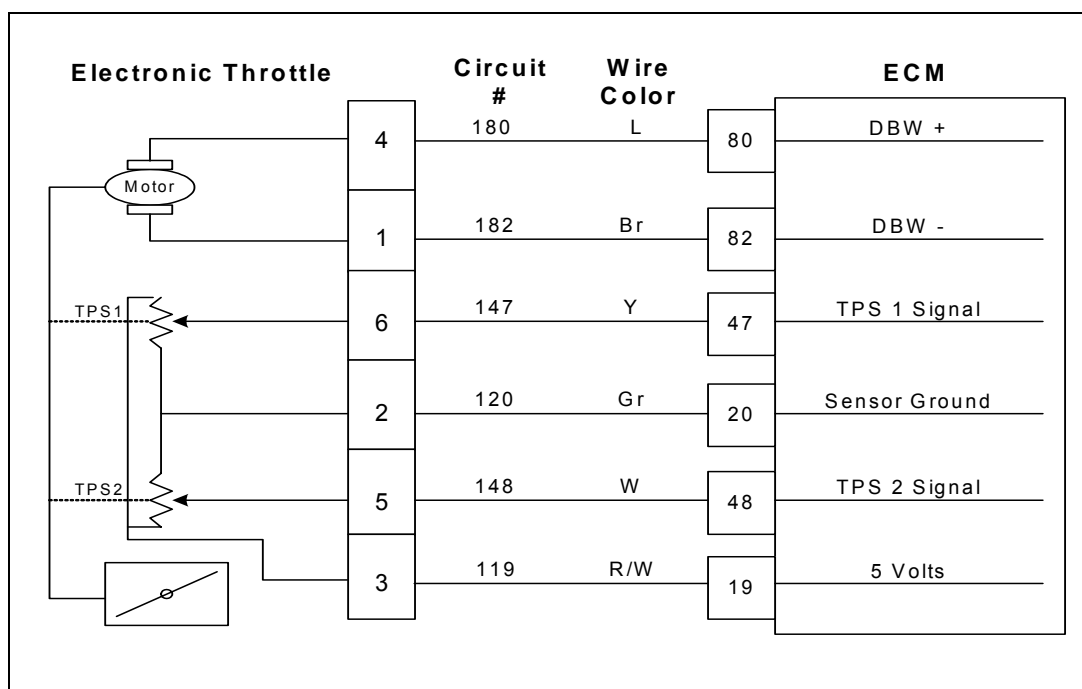 Electronic Throttle Circuit # Wire Color ECM
4 180 L 80 DBW +
Motor
1 182 Br 82 DBW -
TPS1
6 147 Y 47 TPS 1 Signal
2 120 Gr 20 Sensor Ground
TPS2
5 148 W 48 TPS 2 Signal
3 119 R/W 19 5 Volts